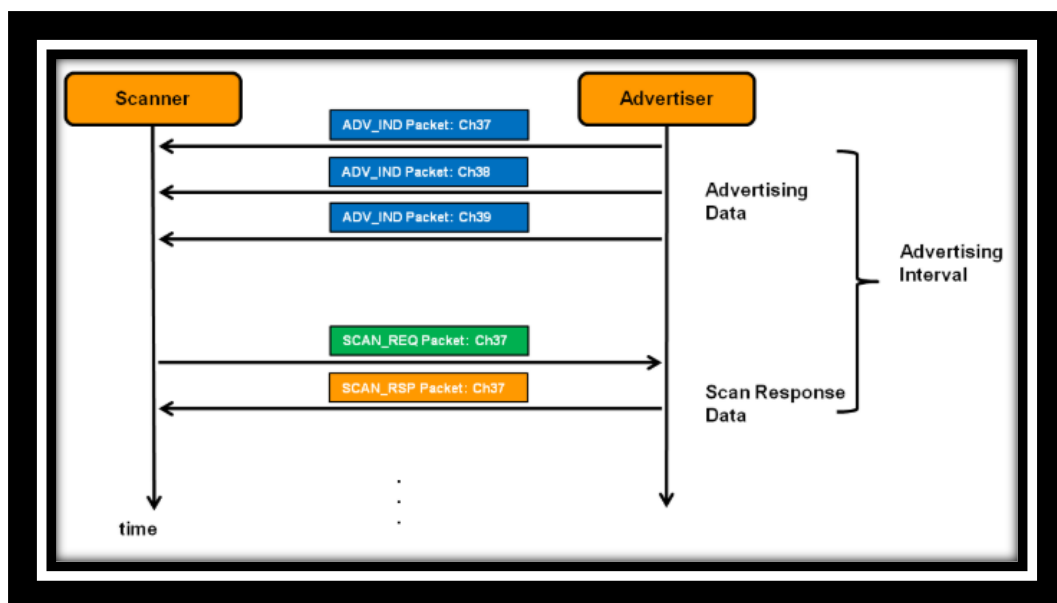 Scanner
Advertiser
ADV_IND Packet: Ch37
ADV_IND Packet: Ch38
ADV_IND Packet: Ch39
Advertising
Data
Advertising
Interval
SCAN_REQ Packet: Ch37
SCAN_RSP Packet: Ch37
Scan Response
Data
time